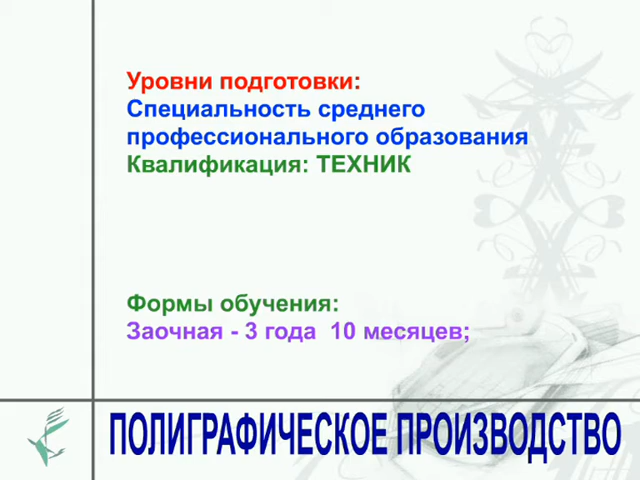 Уровни подготовки:
Специальность среднего
профессионального образования
Квалификация: ТЕХНИК
Формы обучения:
Заочная - 3 года  10 месяцев;
ПОЛИГРАФИЧЕСКОЕ ПРОИЗВОДСТВО